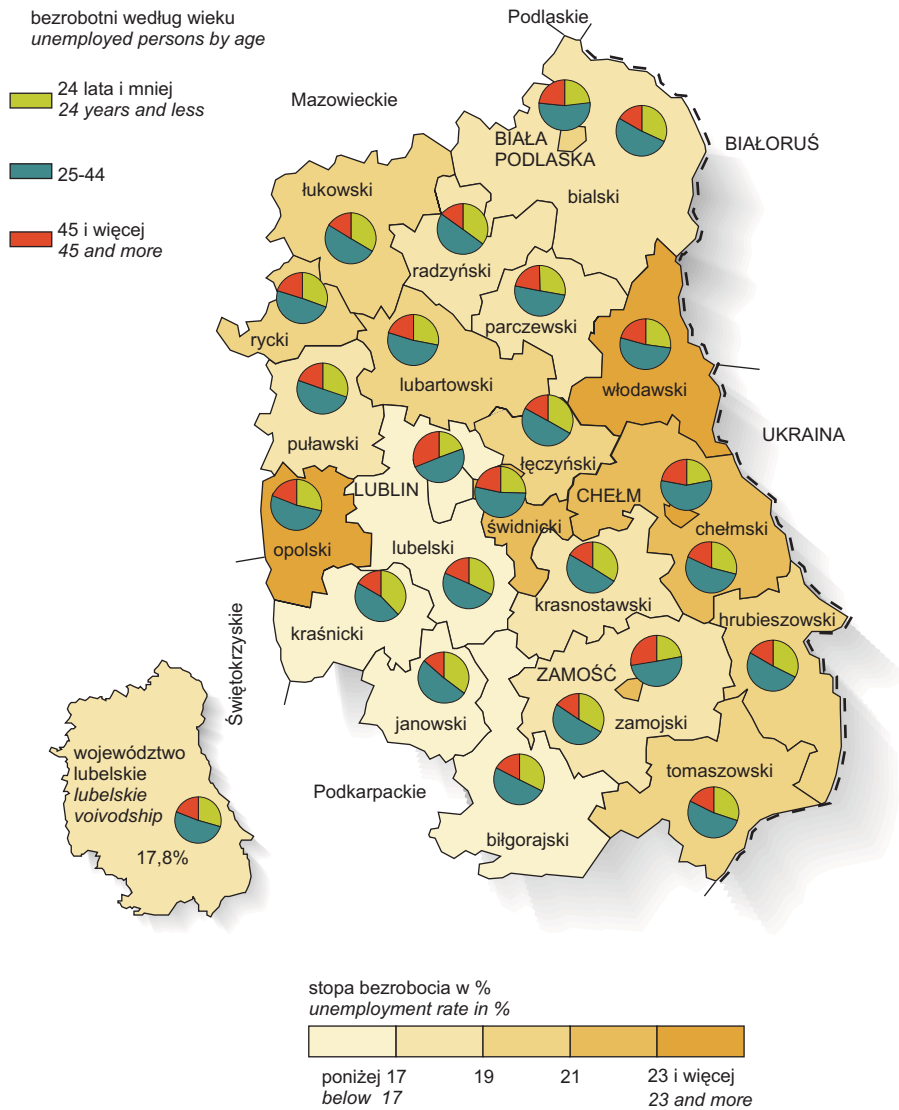 bezrobotni według wieku
unemployed persons by age
24 lata i mniej
24 years and less
25-44
45 i więcej
45 and more
Podlaskie
Mazowieckie
BIAŁORUŚ
BIAŁA
PODLASKA
bialski
łukowski
radzyński
parczewski
rycki
lubartowski
włodawski
puławski
UKRAINA
łęczyński
LUBLIN
CHEŁM
świdnicki
chełmski
opolski
lubelski
krasnostawski
hrubieszowski
kraśnicki
Świętokrzyskie
ZAMOŚĆ
janowski
zamojski
tomaszowski
Podkarpackie
biłgorajski
województwo
lubelskie
lubelskie
voivodship
17,8%
stopa bezrobocia w %
unemployment rate in %
poniżej 17 19 21 23 i więcej
below 17 23 and more